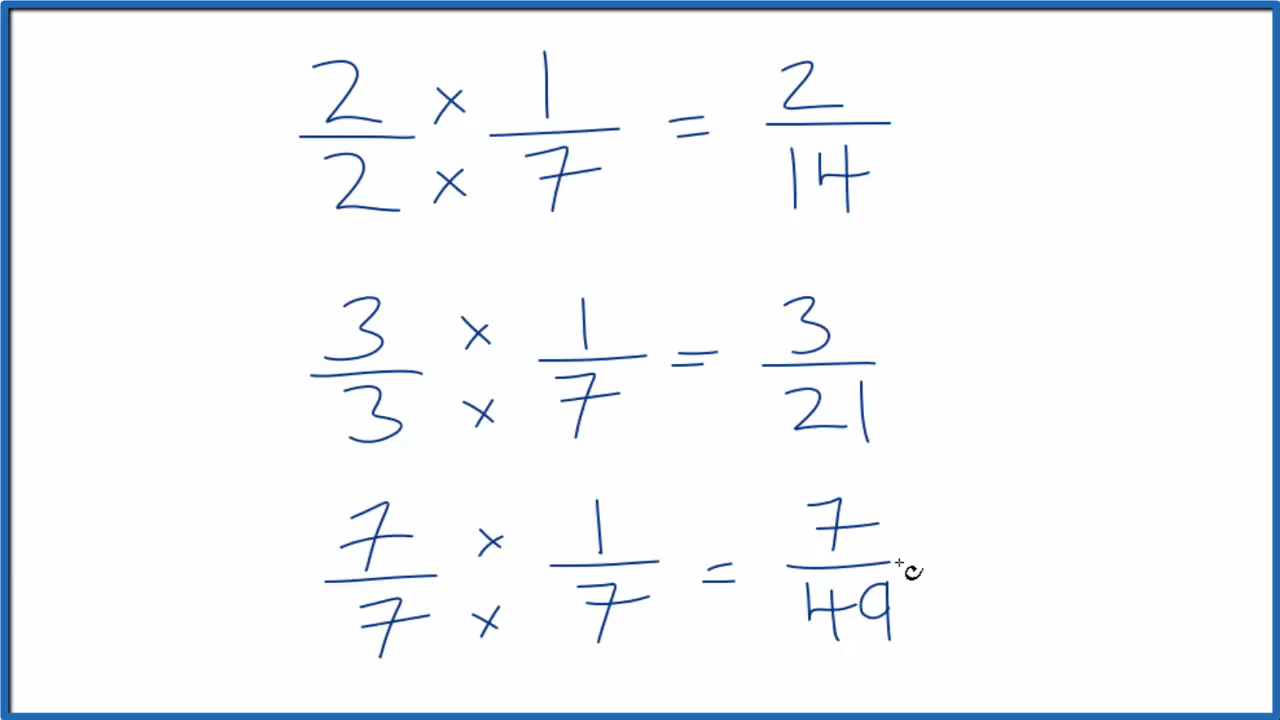 2/2 × 1/7 = 2/14
3/3 × 1/7 = 3/21
7/7 × 1/7 = 7/49